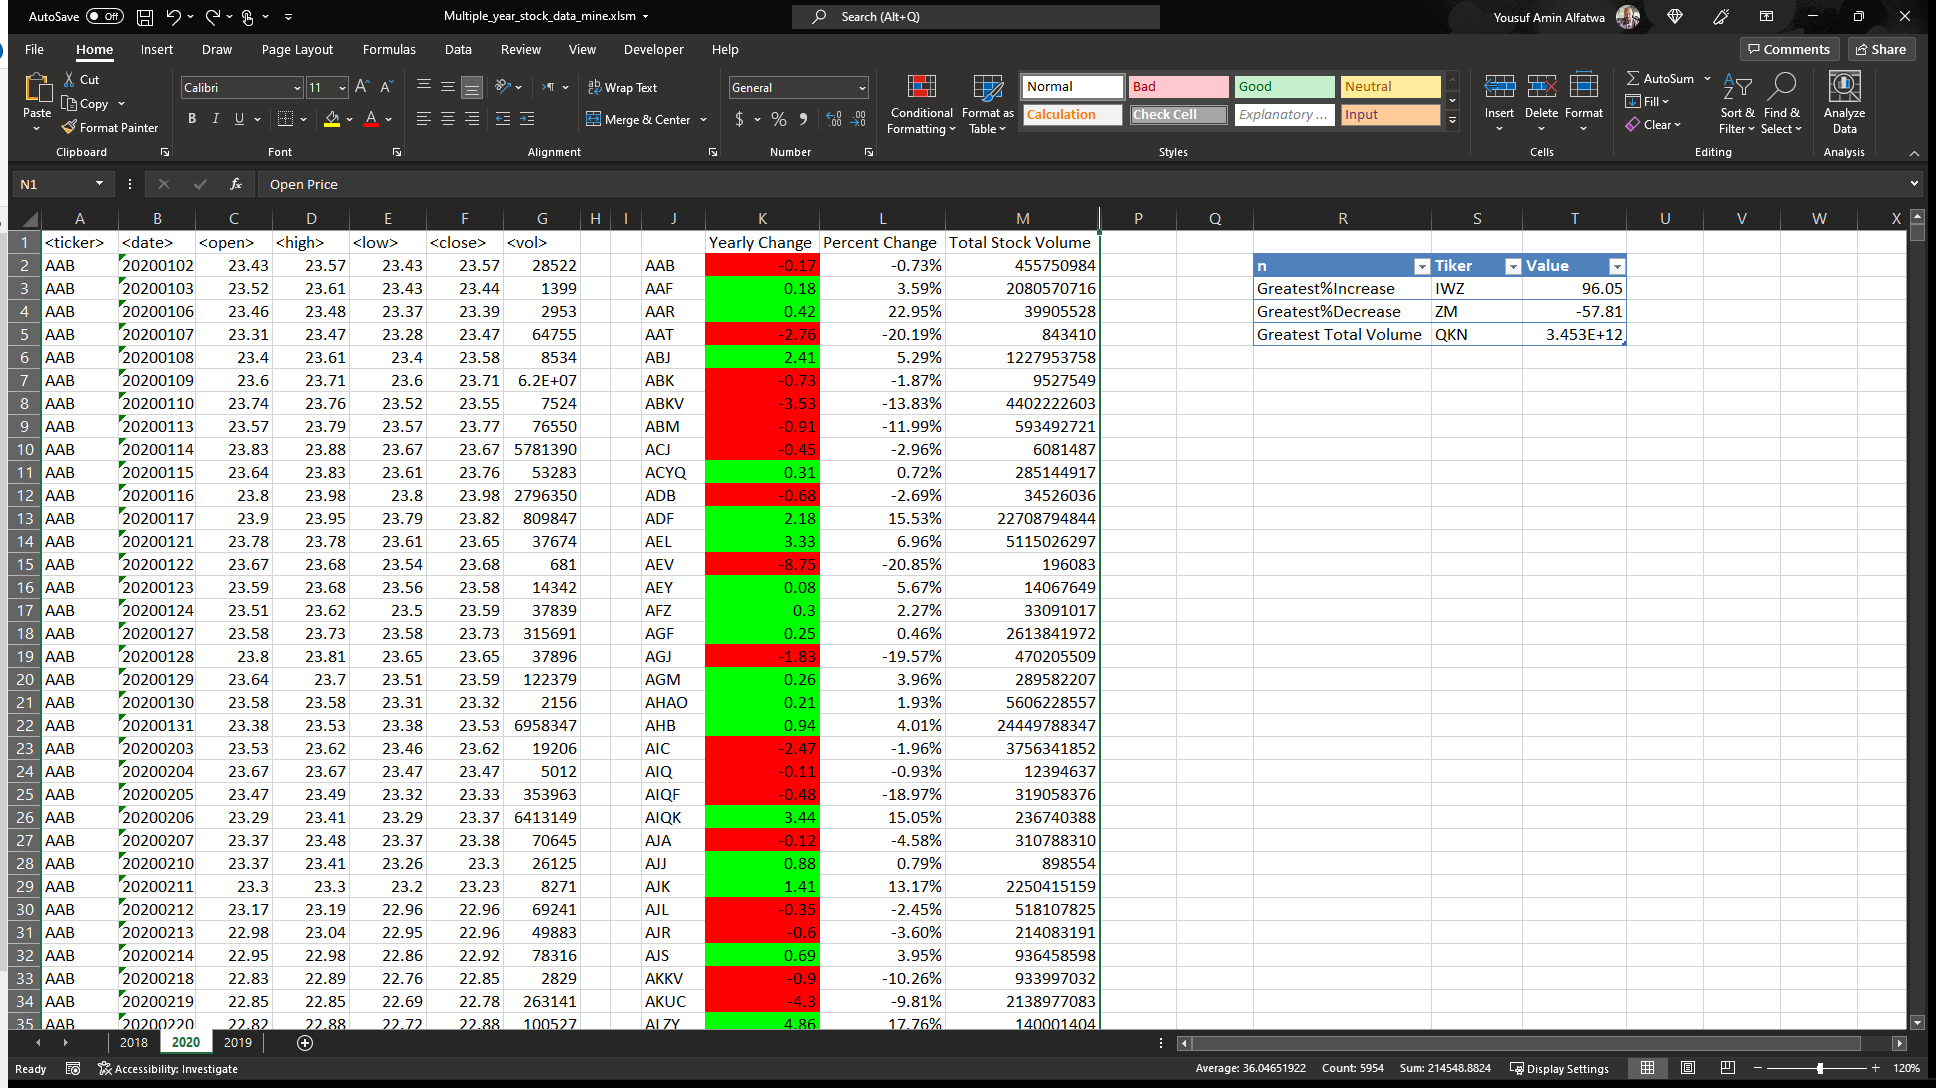 AutoSave Off Multiple_year_stock_data_mine.xlsm Search (Alt+Q) Yousuf Amin Alfatwa
File Home Insert Draw Page Layout Formulas Data Review View Developer Help Comments Share
Paste Cut Copy Format Painter Clipboard
Calibri 11 B I U Font
Wrap Text Merge & Center Alignment
General $ % Number
Conditional Formatting Format as Table Normal Bad Good Neutral Calculation Check Cell Explanatory ... Input Styles
Insert Delete Format Cells
AutoSum Fill Clear Sort & Filter Find & Select Editing
Analyze Data Analysis
N1 fx Open Price
A B C D E F G H I J K L M P Q R S T U V W X
1 <ticker> <date> <open> <high> <low> <close> <vol> Yearly Change Percent Change Total Stock Volume
2 AAB 20200102 23.43 23.57 23.43 23.57 28522 AAB -0.17 -0.73% 455750984 n Tiker Value
3 AAB 20200103 23.52 23.61 23.43 23.44 1399 AAF 0.18 3.59% 2080570716 Greatest%Increase IWZ 96.05
4 AAB 20200106 23.46 23.48 23.37 23.39 2953 AAR 0.42 22.95% 39905528 Greatest%Decrease ZM -57.81
5 AAB 20200107 23.31 23.47 23.28 23.47 64755 AAT -2.76 -20.19% 843410 Greatest Total Volume QKN 3.453E+12
6 AAB 20200108 23.4 23.61 23.4 23.58 8534 ABJ 2.41 5.29% 1227953758
7 AAB 20200109 23.6 23.71 23.6 23.71 6.2E+07 ABK -0.73 -1.87% 9527549
8 AAB 20200110 23.74 23.76 23.52 23.55 7524 ABKV -3.53 -13.83% 4402222603
9 AAB 20200113 23.57 23.79 23.57 23.77 76550 ABM -0.91 -11.99% 593492721
10 AAB 20200114 23.83 23.88 23.67 23.67 5781390 ACJ -0.45 -2.96% 6081487
11 AAB 20200115 23.64 23.83 23.61 23.76 53283 ACYQ 0.31 0.72% 285144917
12 AAB 20200116 23.8 23.98 23.8 23.98 2796350 ADB -0.68 -2.69% 34526036
13 AAB 20200117 23.9 23.95 23.79 23.82 809847 ADF 2.18 15.53% 22708794844
14 AAB 20200121 23.78 23.78 23.61 23.65 37674 AEL 3.33 6.96% 5115026297
15 AAB 20200122 23.67 23.68 23.54 23.68 681 AEV -8.75 -20.85% 196083
16 AAB 20200123 23.59 23.68 23.56 23.58 14342 AEY 0.08 5.67% 14067649
17 AAB 20200124 23.51 23.62 23.5 23.59 37839 AFZ 0.3 2.27% 33091017
18 AAB 20200127 23.58 23.73 23.58 23.73 315691 AGF 0.25 0.46% 2613841972
19 AAB 20200128 23.8 23.81 23.65 23.65 37896 AGJ -1.83 -19.57% 470205509
20 AAB 20200129 23.64 23.7 23.51 23.59 122379 AGM 0.26 3.96% 289582207
21 AAB 20200130 23.58 23.58 23.31 23.32 2156 AHAO 0.21 1.93% 5606228557
22 AAB 20200131 23.38 23.53 23.38 23.53 6958347 AHB 0.94 4.01% 24449788347
23 AAB 20200203 23.53 23.62 23.46 23.62 19206 AIC -2.47 -1.96% 3756341852
24 AAB 20200204 23.67 23.67 23.47 23.47 5012 AIQ -0.11 -0.93% 12394637
25 AAB 20200205 23.47 23.49 23.32 23.33 353963 AIQF -0.48 -18.97% 319058376
26 AAB 20200206 23.29 23.41 23.29 23.37 6413149 AIQK 3.44 15.05% 236740388
27 AAB 20200207 23.37 23.48 23.37 23.38 70645 AJA -0.12 -4.58% 310788310
28 AAB 20200210 23.37 23.41 23.26 23.3 26125 AJJ 0.88 0.79% 898554
29 AAB 20200211 23.3 23.3 23.2 23.23 8271 AJK 1.41 13.17% 2250415159
30 AAB 20200212 23.17 23.19 22.96 22.96 69241 AJL -0.35 -2.45% 518107825
31 AAB 20200213 22.98 23.04 22.95 22.96 49883 AJR -0.6 -3.60% 214083191
32 AAB 20200214 22.95 22.98 22.86 22.92 78316 AJS 0.69 3.95% 936458598
33 AAB 20200218 22.83 22.89 22.76 22.85 2829 AKKV -0.9 -10.26% 933997032
34 AAB 20200219 22.85 22.85 22.69 22.78 263141 AKUC -4.3 -9.81% 2138977083
35 AAB 20200220 22.82 22.88 22.72 22.88 100527 ALZY 4.86 17.76% 140001404
2018 2020 2019
Ready Accessibility: Investigate Average: 36.04651922 Count: 5954 Sum: 214548.8824 Display Settings 120%